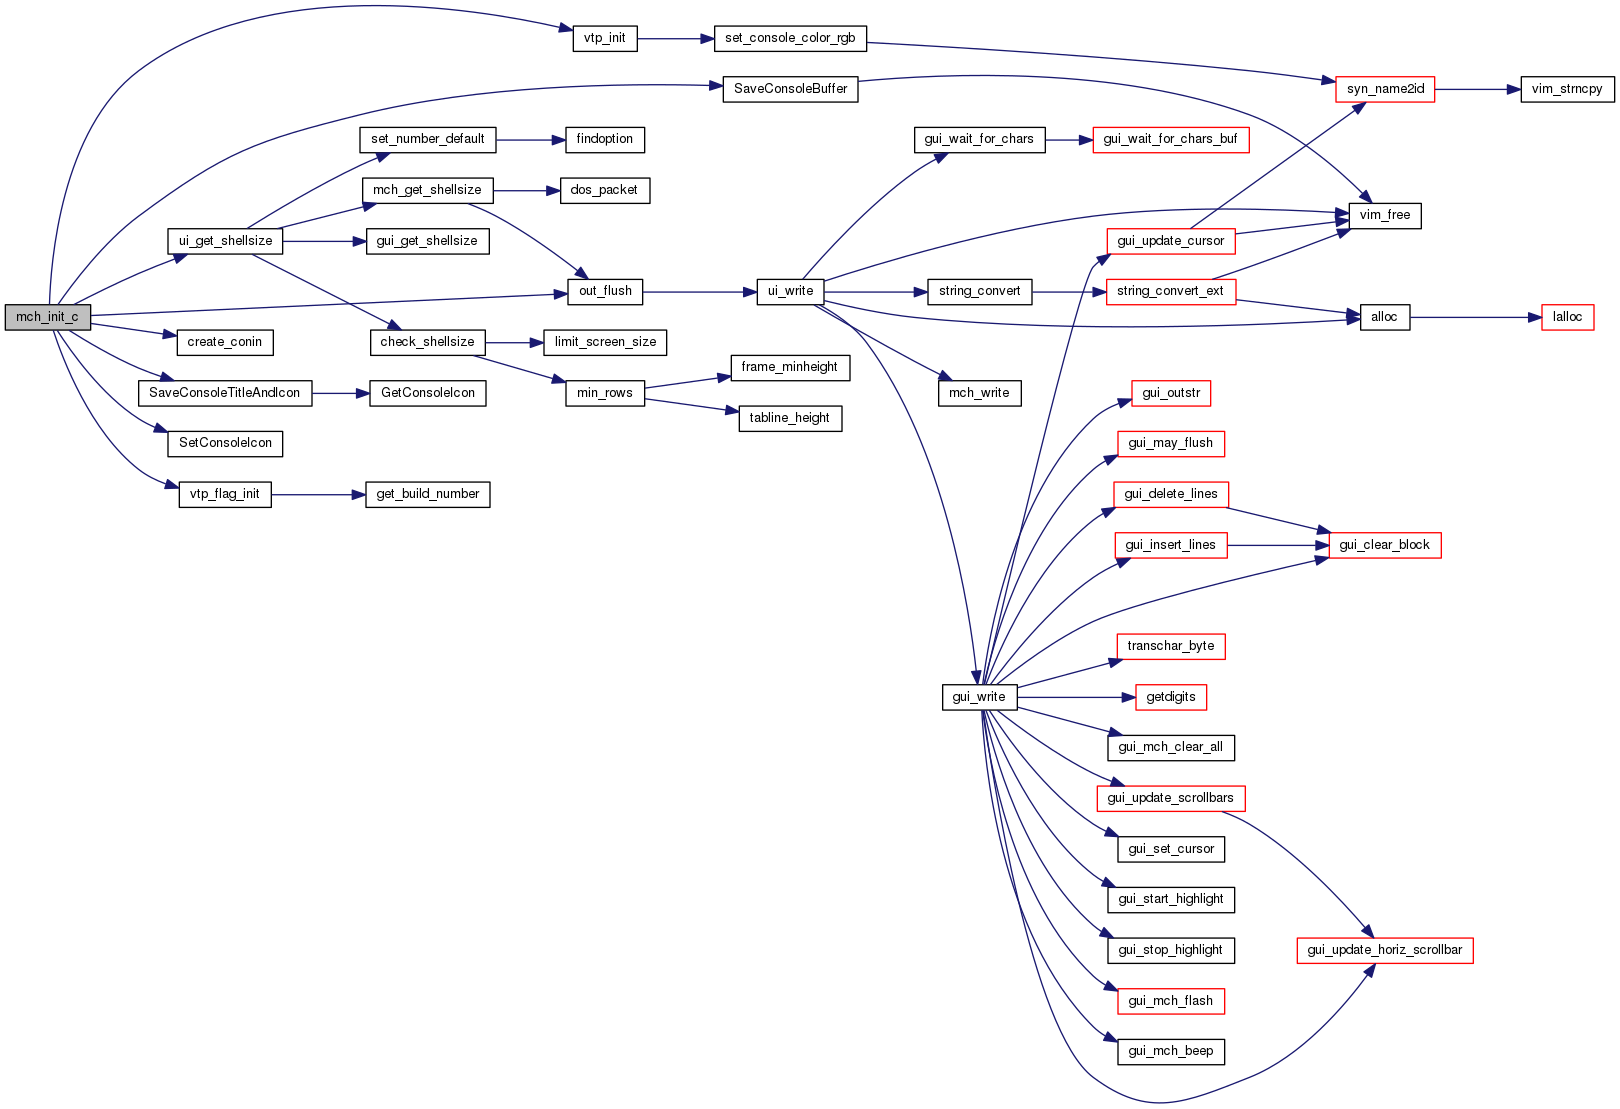 vtp_init
set_console_color_rgb
SaveConsoleBuffer
syn_name2id
vim_strncpy
set_number_default
findoption
gui_wait_for_chars
gui_wait_for_chars_buf
mch_get_shellsize
dos_packet
vim_free
ui_get_shellsize
gui_get_shellsize
gui_update_cursor
out_flush
ui_write
string_convert
string_convert_ext
mch_init_c
alloc
lalloc
create_conin
check_shellsize
limit_screen_size
frame_minheight
SaveConsoleTitleAndIcon
GetConsoleIcon
min_rows
mch_write
gui_outstr
tabline_height
SetConsoleIcon
gui_may_flush
vtp_flag_init
get_build_number
gui_delete_lines
gui_insert_lines
gui_clear_block
transchar_byte
gui_write
getdigits
gui_mch_clear_all
gui_update_scrollbars
gui_set_cursor
gui_start_highlight
gui_stop_highlight
gui_update_horiz_scrollbar
gui_mch_flash
gui_mch_beep